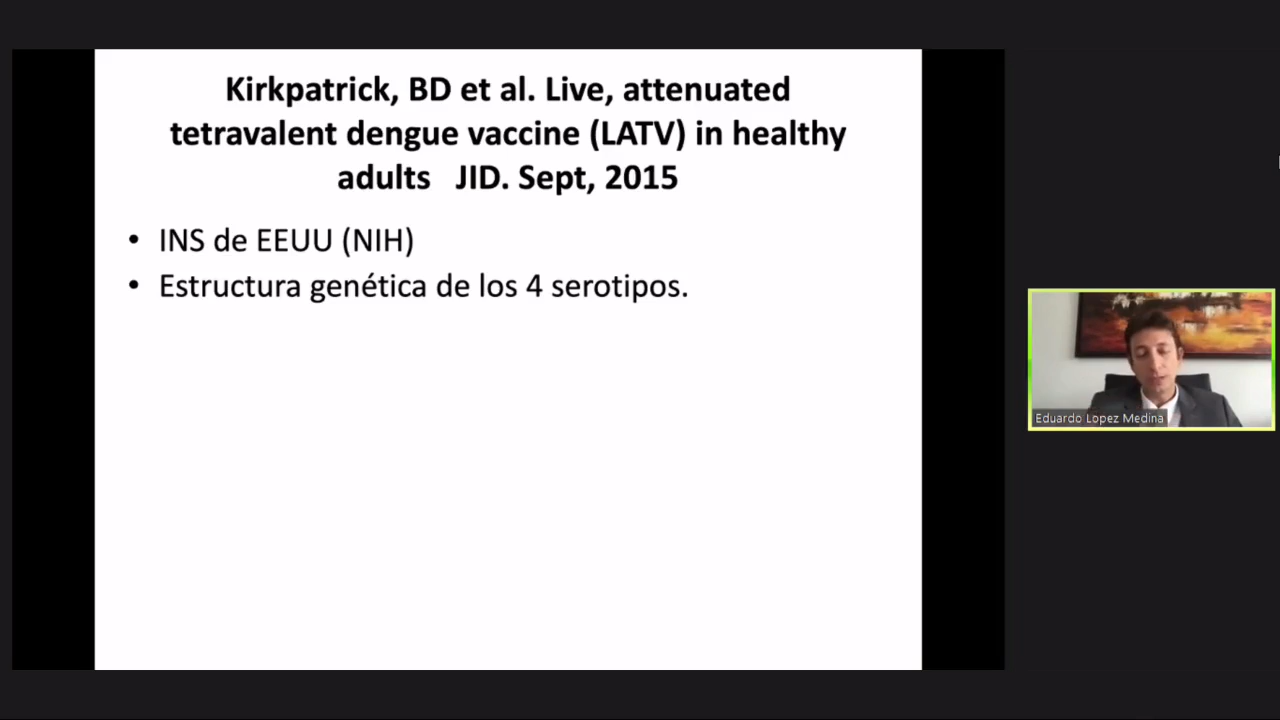 Kirkpatrick, BD et al. Live, attenuated
tetravalent dengue vaccine (LATV) in healthy
adults   JID. Sept, 2015
• INS de EEUU (NIH)
• Estructura genética de los 4 serotipos.
Eduardo Lopez Medina